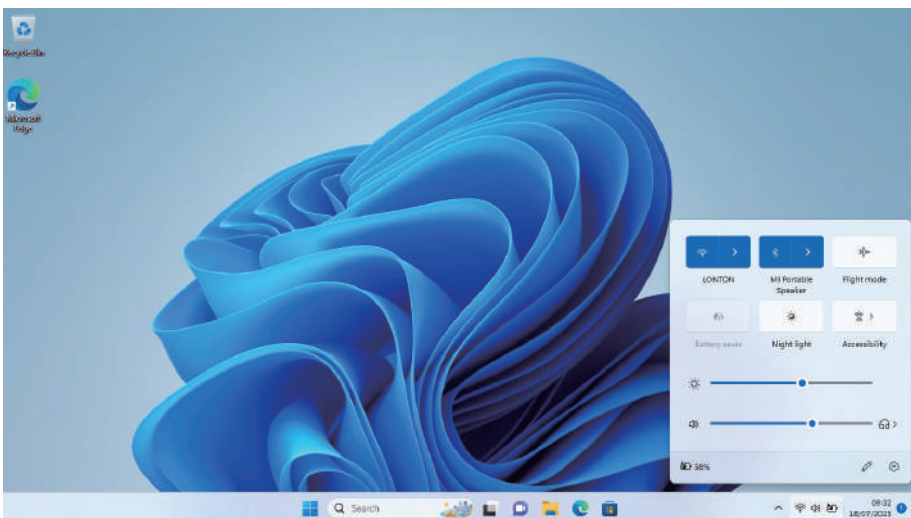 Recycle Bin
Microsoft
Edge
LONTON
MI Portable
Speaker
Flight mode
Battery saver
Night light
Accessibility
58%
Search
09:32
18/07/2023